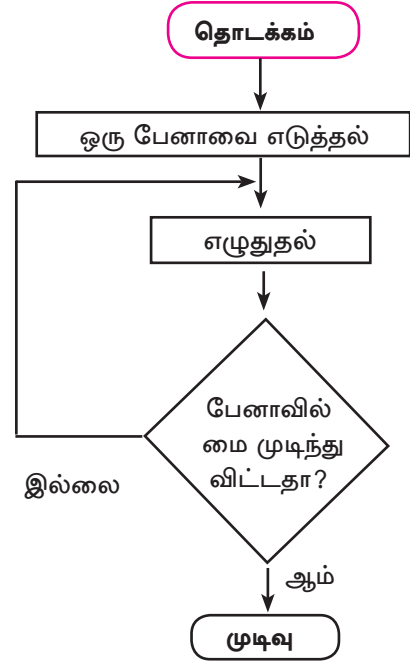 தொடக்கம்
ஒரு பேனாவை எடுத்தல்
எழுதுதல்
பேனாவில்
மை முடிந்து
விட்டதா?
இல்லை
ஆம்
முடிவு